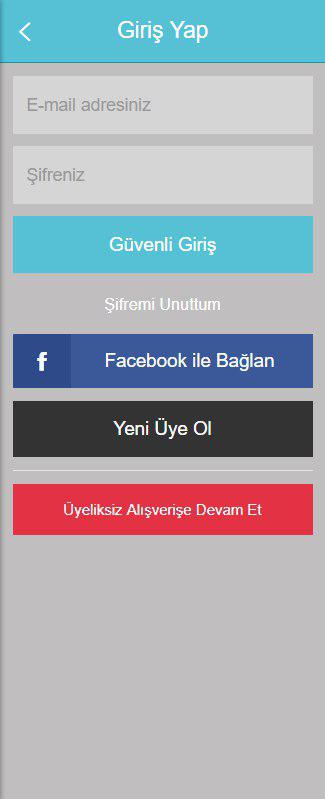 Giriş Yap
E-mail adresiniz
Şifreniz
Güvenli Giriş
Şifremi Unuttum
f Facebook ile Bağlan
Yeni Üye Ol
Üyeliksiz Alışverişe Devam Et